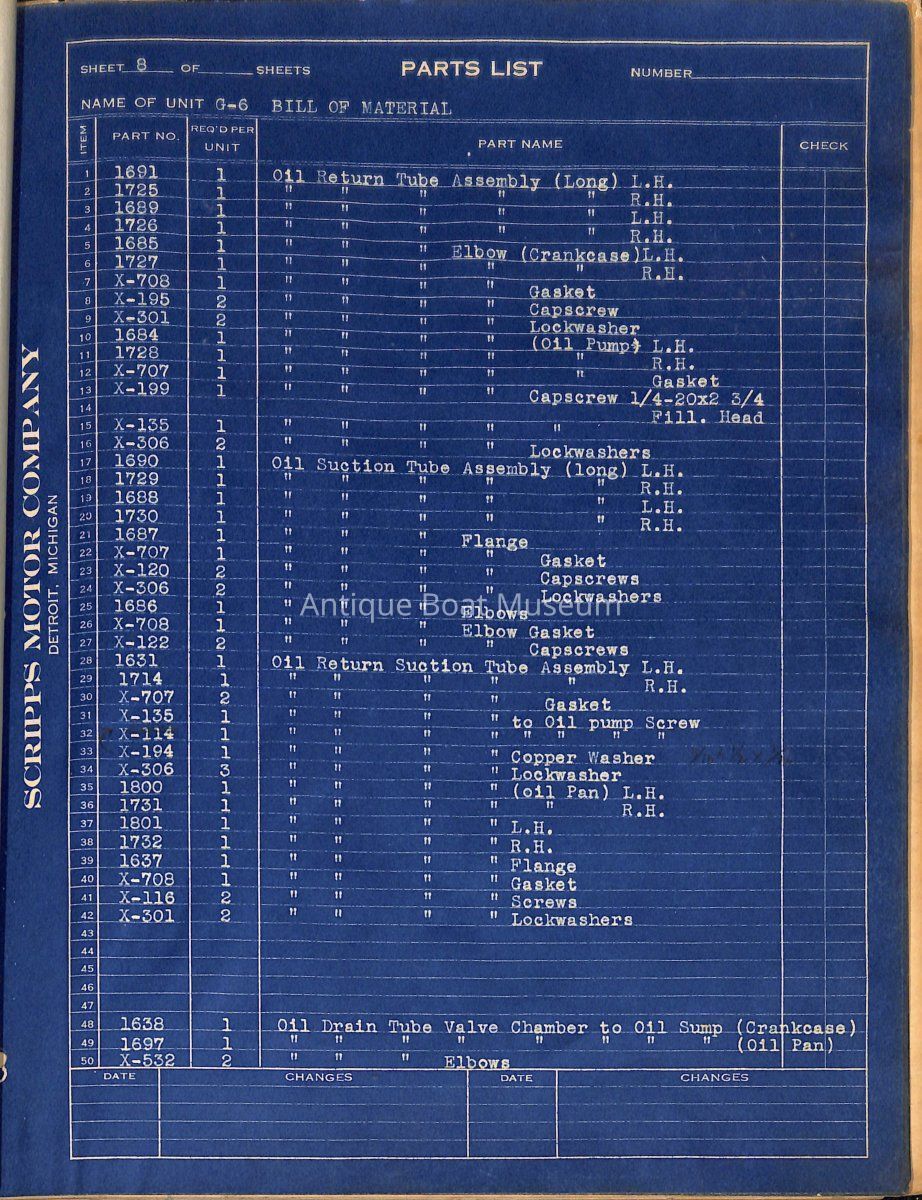 SHEET 8 OF SHEETS PARTS LIST NUMBER
NAME OF UNIT G-6 BILL OF MATERIAL
ITEM PART NO. REQ'D PER UNIT PART NAME CHECK
1 1691 1 Oil Return Tube Assembly (Long) L.H.
2 1725 1 " " " " " R.H.
3 1689 1 " " " " L.H.
4 1726 1 " " " " R.H.
5 1685 1 " " " Elbow (Crankcase)L.H.
6 1727 1 " " " " " R.H.
7 X-708 1 " " " " Gasket
8 X-195 2 " " " " Capscrew
9 X-301 2 " " " " Lockwasher
10 1684 1 " " " " (Oil Pump) L.H.
11 1728 1 " " " " " R.H.
12 X-707 1 " " " " " Gasket
13 X-199 1 " " " " Capscrew 1/4-20x2 3/4
14 Fill. Head
15 X-135 1 " " " " "
16 X-306 2 " " " " Lockwashers
17 1690 1 Oil Suction Tube Assembly (long) L.H.
18 1729 1 " " " " " R.H.
19 1688 1 " " " " " L.H.
20 1730 1 " " " " " R.H.
21 1687 1 " " " Flange
22 X-707 1 " " " " Gasket
23 X-120 2 " " " " Capscrews
24 X-306 2 " " " " Lockwashers
25 1686 1 " " " Elbows
26 X-708 1 " " " Elbow Gasket
27 X-122 2 " " " " Capscrews
28 1631 1 Oil Return Suction Tube Assembly L.H.
29 1714 1 " " " " " R.H.
30 X-707 2 " " " " Gasket
31 X-135 1 " " " " to Oil pump Screw
32 X-114 1 " " " " " " " " "
33 X-194 1 " " " " Copper Washer
34 X-306 3 " " " " Lockwasher
35 1800 1 " " " " (oil Pan) L.H.
36 1731 1 " " " " " R.H.
37 1801 1 " " " " L.H.
38 1732 1 " " " " R.H.
39 1637 1 " " " " Flange
40 X-708 1 " " " " Gasket
41 X-116 2 " " " " Screws
42 X-301 2 " " " " Lockwashers
43
44
45
46
47
48 1638 1 Oil Drain Tube Valve Chamber to Oil Sump (Crankcase)
49 1697 1 " " " " " " " " (Oil Pan)
50 X-532 2 " " " Elbows
DATE CHANGES DATE CHANGES
SCRIPPS MOTOR COMPANY
DETROIT, MICHIGAN
Antique Boat Museum